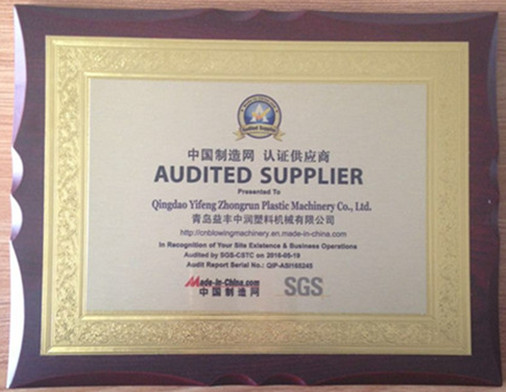 Audited Supplier
中国制造网 认证供应商
AUDITED SUPPLIER
Presented To
Qingdao Yifeng Zhongrun Plastic Machinery Co., Ltd.
青岛益丰中润塑料机械有限公司
http://cnblowingmachinery.en.made-in-china.com
In Recognition of Your Site Existence & Business Operations
Audited by SGS-CSTC on 2016-05-19
Audit Report Serial No.: QIP-ASI165245
Made-in-China.com
中国制造网
SGS